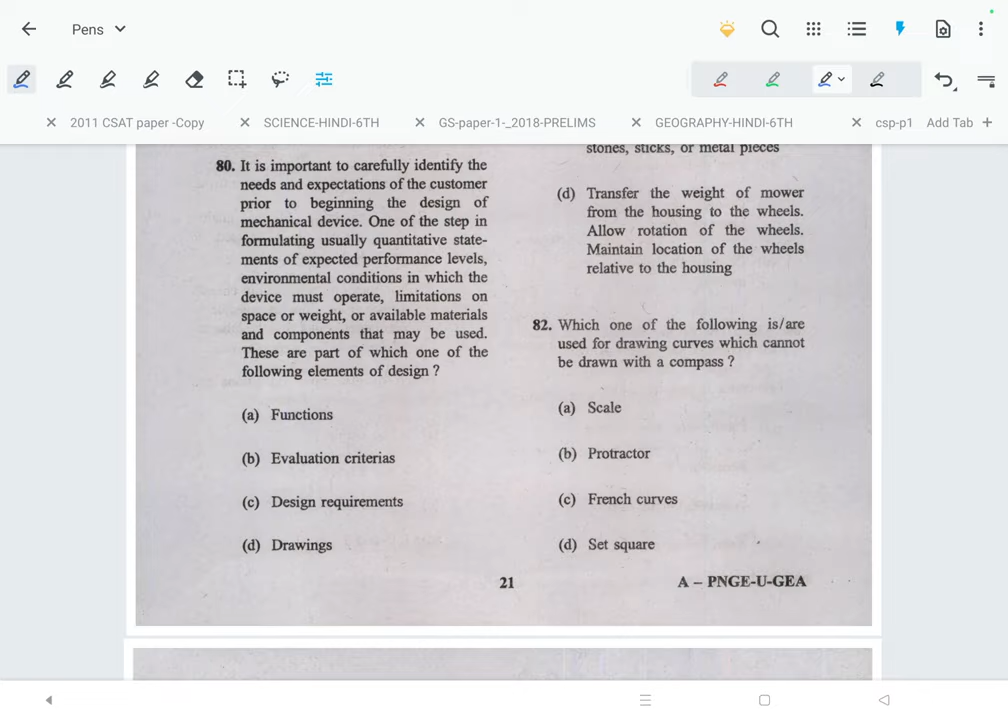 Pens
2011 CSAT paper -Copy
SCIENCE-HINDI-6TH
GS-paper-1-_2018-PRELIMS
GEOGRAPHY-HINDI-6TH
csp-p1
Add Tab +
80. It is important to carefully identify the
needs and expectations of the customer
prior to beginning the design of
mechanical device. One of the step in
formulating usually quantitative state-
ments of expected performance levels,
environmental conditions in which the
device must operate, limitations on
space or weight, or available materials
and components that may be used.
These are part of which one of the
following elements of design ?
(a) Functions
(b) Evaluation criterias
(c) Design requirements
(d) Drawings
stones, sticks, or metal pieces
(d) Transfer the weight of mower
from the housing to the wheels.
Allow rotation of the wheels.
Maintain location of the wheels
relative to the housing
82. Which one of the following is/are
used for drawing curves which cannot
be drawn with a compass ?
(a) Scale
(b) Protractor
(c) French curves
(d) Set square
21
A – PNGE-U-GEA